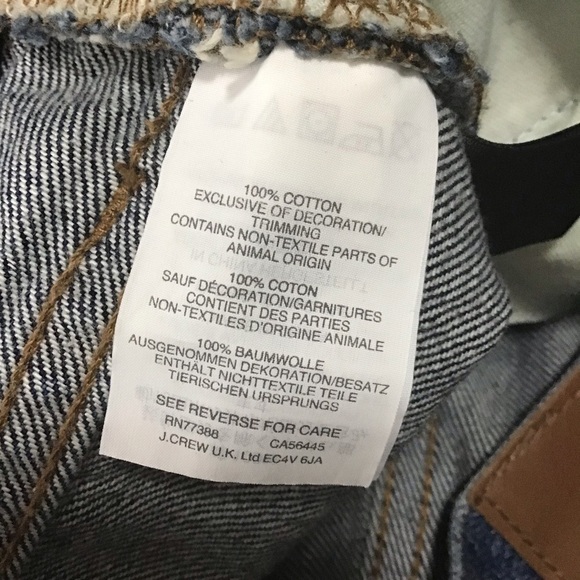 100% COTTON
EXCLUSIVE OF DECORATION/
TRIMMING
CONTAINS NON-TEXTILE PARTS OF
ANIMAL ORIGIN
100% COTON
SAUF DÉCORATION/GARNITURES
CONTIENT DES PARTIES
NON-TEXTILES D'ORIGINE ANIMALE
100% BAUMWOLLE
AUSGENOMMEN DEKORATION/BESATZ
ENTHÄLT NICHTTEXTILE TEILE
TIERISCHEN URSPRUNGS
SEE REVERSE FOR CARE
RN77388 CA56445
J.CREW U.K. Ltd EC4V 6JA